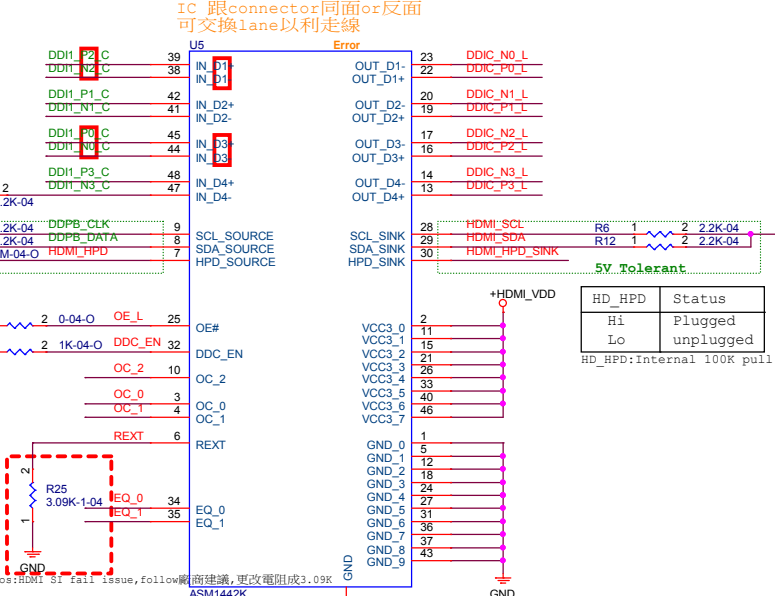 IC 跟connector同面or反面
可交換lane以利走線
U5 Error
DDI1_P2_C 39 IN_D1+ OUT_D1- 23 DDIC_N0_L
DDI1_N2_C 38 IN_D1- OUT_D1+ 22 DDIC_P0_L
DDI1_P1_C 42 IN_D2+ OUT_D2- 20 DDIC_N1_L
DDI1_N1_C 41 IN_D2- OUT_D2+ 19 DDIC_P1_L
DDI1_P0_C 45 IN_D3+ OUT_D3- 17 DDIC_N2_L
DDI1_N0_C 44 IN_D3- OUT_D3+ 16 DDIC_P2_L
DDI1_P3_C 48 IN_D4+ OUT_D4- 14 DDIC_N3_L
2 DDI1_N3_C 47 IN_D4- OUT_D4+ 13 DDIC_P3_L
.2K-04
.2K-04 DDPB_CLK 9 SCL_SOURCE SCL_SINK 28 HDMI_SCL R6 1 2 2.2K-04
.2K-04 DDPB_DATA 8 SDA_SOURCE SDA_SINK 29 HDMI_SDA R12 1 2 2.2K-04
M-04-O HDMI_HPD 7 HPD_SOURCE HPD_SINK 30 HDMI_HPD_SINK
5V Tolerant
+HDMI_VDD
HD_HPD Status
Hi Plugged
Lo unplugged
HD_HPD:Internal 100K pull
2 0-04-O OE_L 25 OE# VCC3_0 2
VCC3_1 11
2 1K-04-O DDC_EN 32 DDC_EN VCC3_2 15
VCC3_3 21
OC_2 10 OC_2 VCC3_4 26
VCC3_5 33
OC_0 3 OC_0 VCC3_6 40
OC_1 4 OC_1 VCC3_7 46
REXT 6 REXT GND_0 1
GND_1 5
GND_2 12
GND_3 18
2 R25 GND_4 24
3.09K-1-04 EQ_0 34 EQ_0 GND_5 27
1 EQ_1 35 EQ_1 GND_6 31
GND_7 36
GND_8 37
GND_9 43
GND GND
os:HDMI SI fail issue,follow廠商建議,更改電阻成3.09K
ASM1442K GND